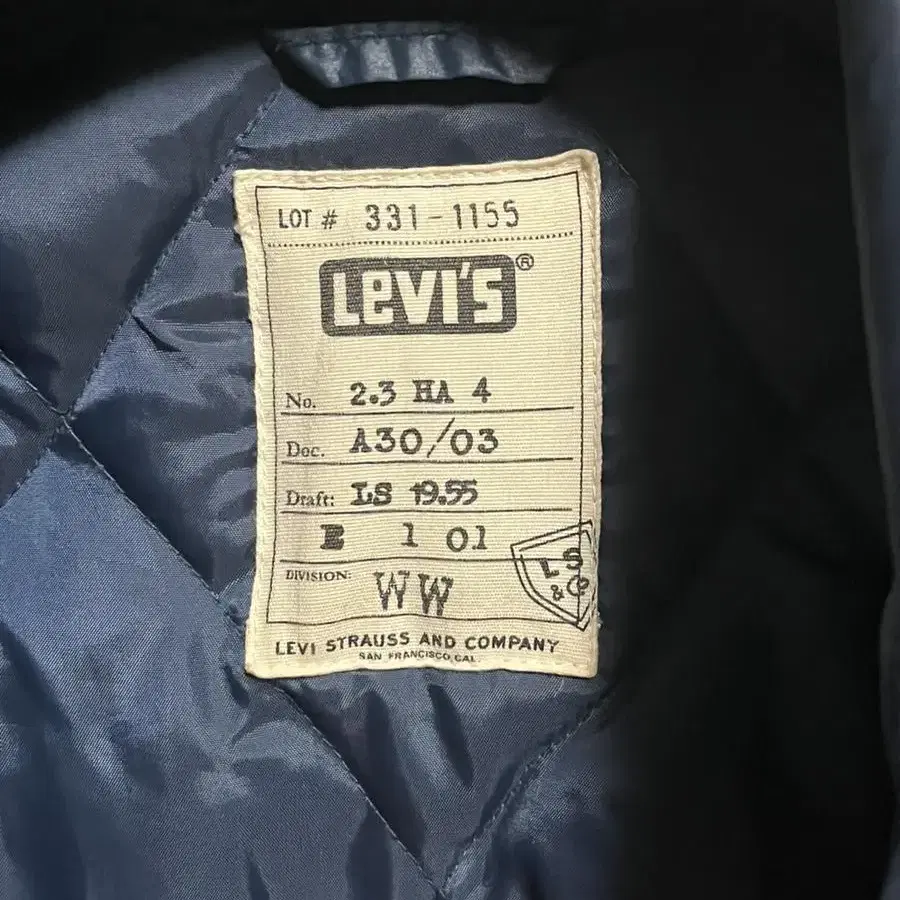 LOT # 331-1155
LEVI'S®
No. 2.3 HA 4
Doc. A30/03
Draft: LS 19.55
E 1 01
DIVISION: WW
LS
&Co
LEVI STRAUSS AND COMPANY
SAN FRANCISCO, CAL.